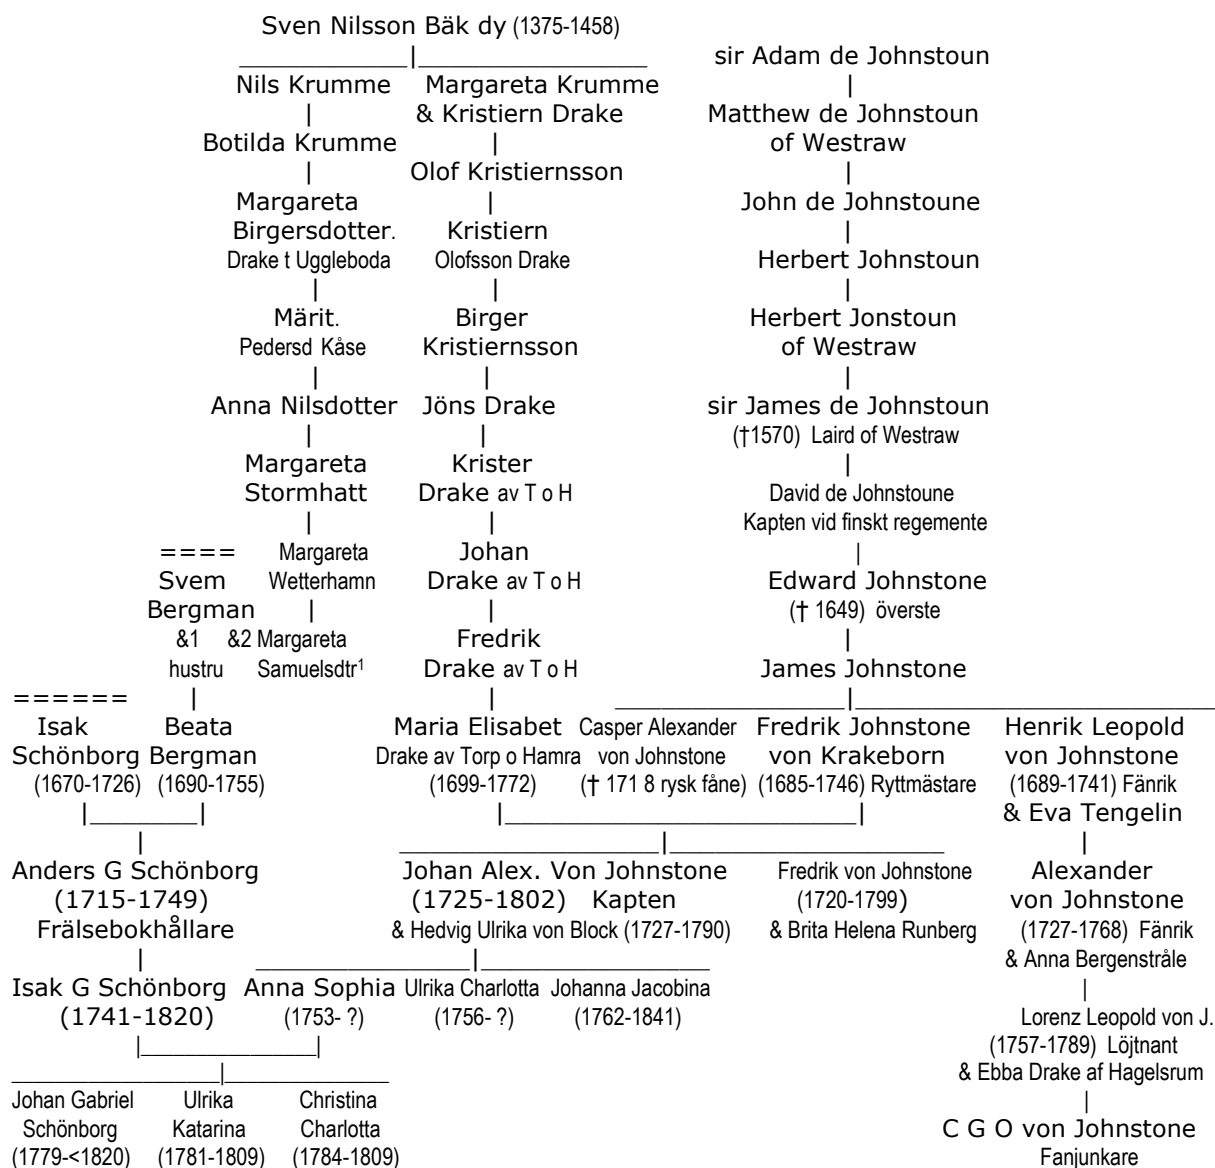 Sven Nilsson Bäk dy (1375-1458)
sir Adam de Johnstoun
Nils Krumme Margareta Krumme
& Kristiern Drake Matthew de Johnstoun
Botilda Krumme of Westraw
Olof Kristiernsson
Margareta John de Johnstoune
Birgersdotter. Kristiern
Drake t Uggleboda Olofsson Drake Herbert Johnstoun
Märit. Birger Herbert Jonstoun
Pedersd Kåse Kristiernsson of Westraw
Anna Nilsdotter Jöns Drake sir James de Johnstoun
(†1570) Laird of Westraw
Margareta Krister
Stormhatt Drake av T o H David de Johnstoune
Kapten vid finskt regemente
==== Margareta Johan
Svem Wetterhamn Drake av T o H Edward Johnstone
Bergman († 1649) överste
&1 &2 Margareta Fredrik
hustru Samuelsdtr1 Drake av T o H James Johnstone
======
Isak Beata Maria Elisabet Casper Alexander Fredrik Johnstone Henrik Leopold
Schönborg Bergman Drake av Torp o Hamra von Johnstone von Krakeborn von Johnstone
(1670-1726) (1690-1755) (1699-1772) († 171 8 rysk fåne) (1685-1746) Ryttmästare (1689-1741) Fänrik
& Eva Tengelin
Anders G Schönborg Johan Alex. Von Johnstone Fredrik von Johnstone Alexander
(1715-1749) (1725-1802) Kapten (1720-1799) von Johnstone
Frälsebokhållare & Hedvig Ulrika von Block (1727-1790) & Brita Helena Runberg (1727-1768) Fänrik
& Anna Bergenstråle
Isak G Schönborg Anna Sophia Ulrika Charlotta Johanna Jacobina
(1741-1820) (1753- ?) (1756- ?) (1762-1841) Lorenz Leopold von J.
(1757-1789) Löjtnant
& Ebba Drake af Hagelsrum
Johan Gabriel Ulrika Christina
Schönborg Katarina Charlotta C G O von Johnstone
(1779-<1820) (1781-1809) (1784-1809) Fanjunkare